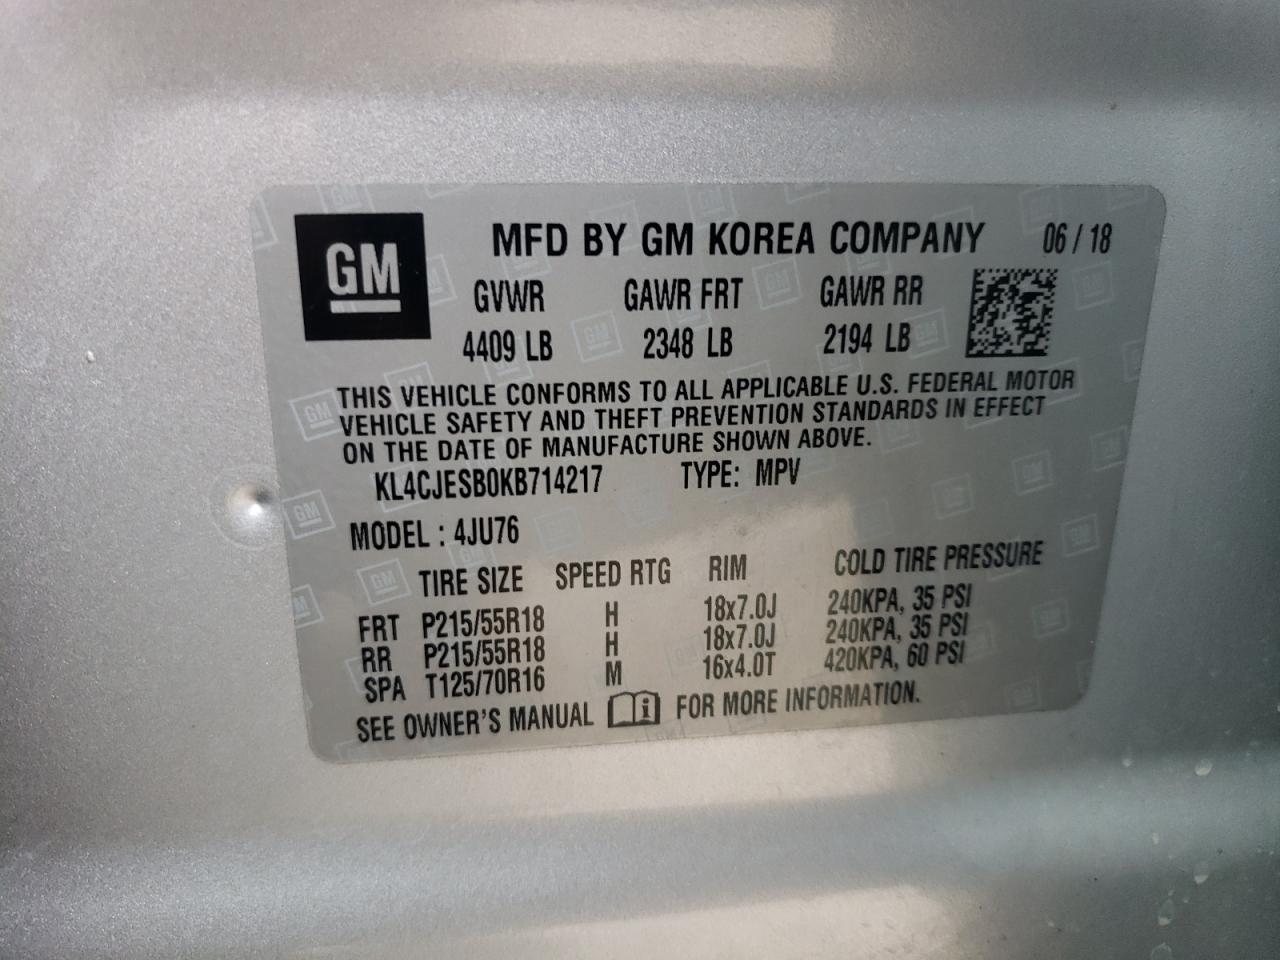 GM
MFD BY GM KOREA COMPANY 06 / 18
GVWR GAWR FRT GAWR RR
4409 LB 2348 LB 2194 LB
THIS VEHICLE CONFORMS TO ALL APPLICABLE U.S. FEDERAL MOTOR
VEHICLE SAFETY AND THEFT PREVENTION STANDARDS IN EFFECT
ON THE DATE OF MANUFACTURE SHOWN ABOVE.
KL4CJESB0KB714217 TYPE: MPV
MODEL : 4JU76
TIRE SIZE SPEED RTG RIM COLD TIRE PRESSURE
FRT P215/55R18 H 18x7.0J 240KPA, 35 PSI
RR P215/55R18 H 18x7.0J 240KPA, 35 PSI
SPA T125/70R16 M 16x4.0T 420KPA, 60 PSI
SEE OWNER'S MANUAL i FOR MORE INFORMATION.